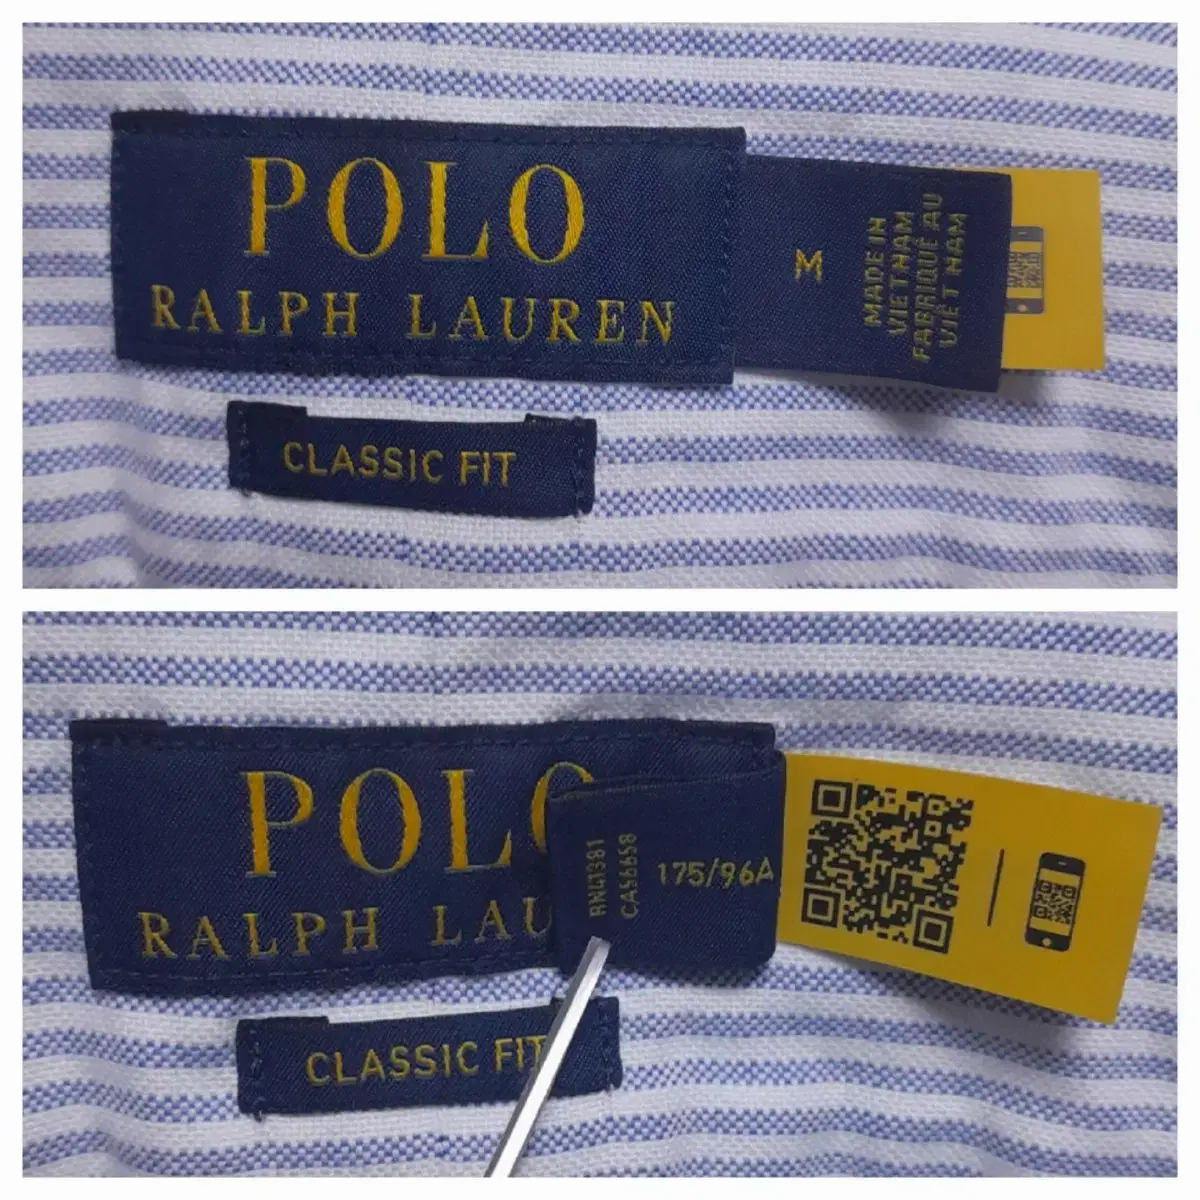 POLO
RALPH LAUREN
M
MADE IN
VIETNAM
FABRIQUÉ AU
VIÊT NAM
CLASSIC FIT
POLO
RALPH LAU
RN41381
CA56658
175/96A
CLASSIC FIT